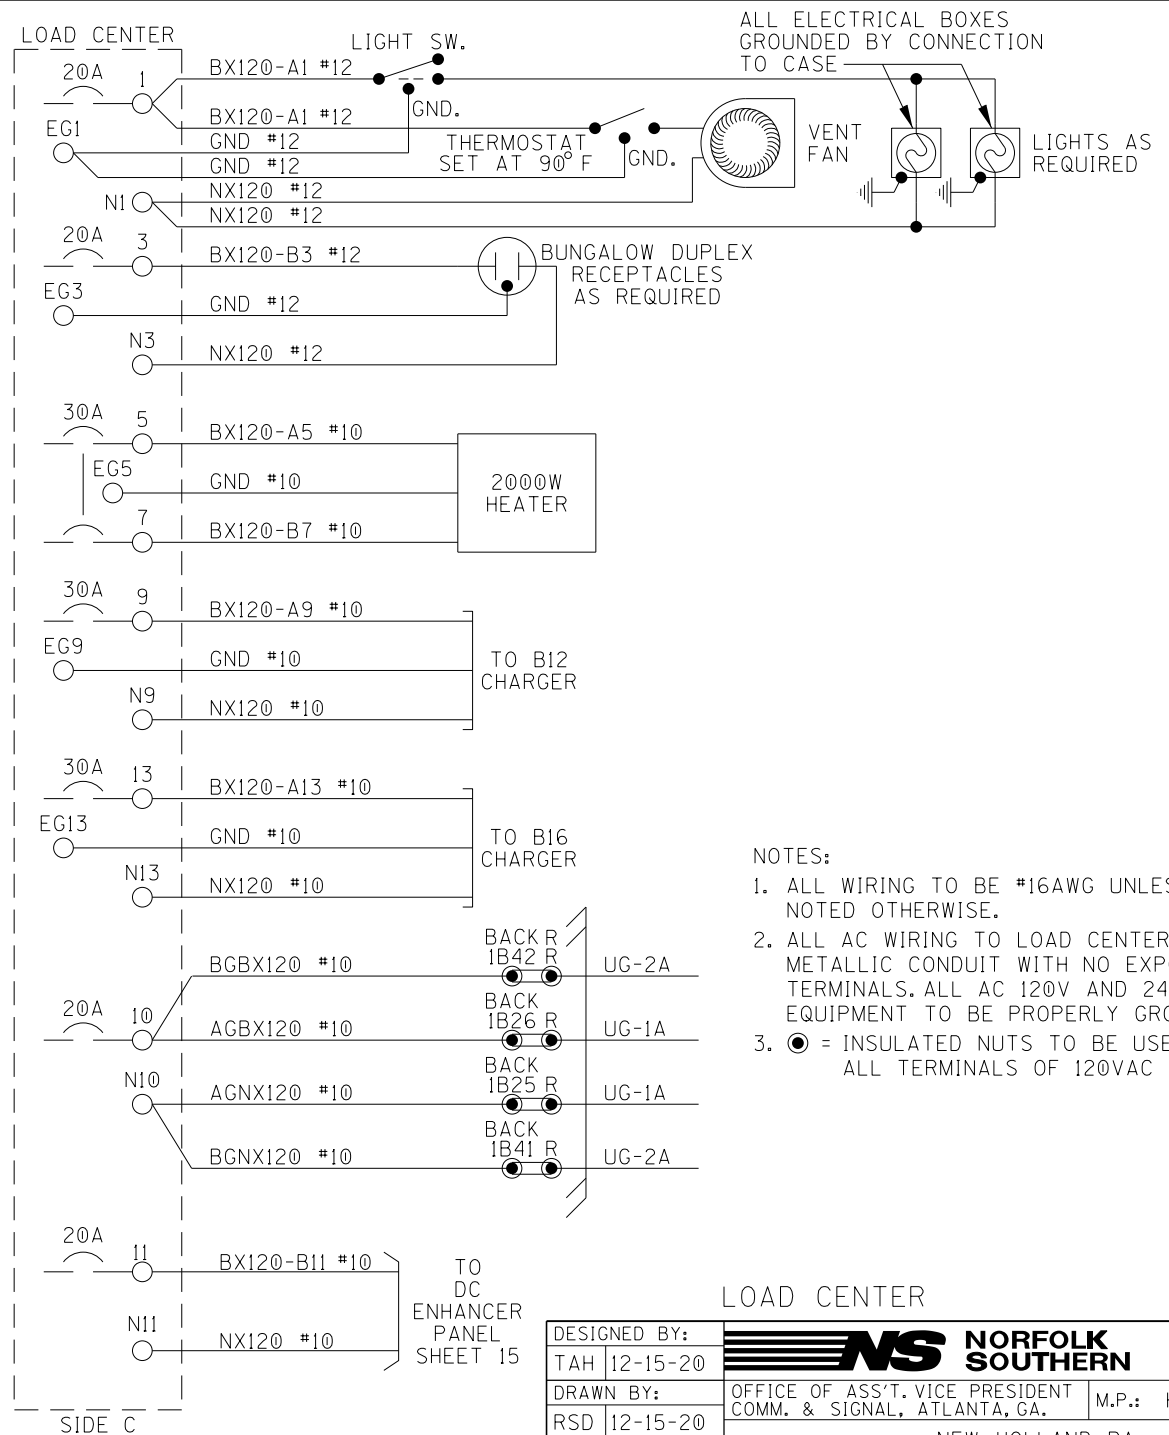 LOAD CENTER
20A
1
BX120-A1 #12
LIGHT SW.
GND.
ALL ELECTRICAL BOXES
GROUNDED BY CONNECTION
TO CASE
BX120-A1 #12
EG1
GND #12
GND #12
THERMOSTAT
SET AT 90° F
GND.
VENT
FAN
LIGHTS AS
REQUIRED
N1
NX120 #12
NX120 #12
20A
3
BX120-B3 #12
BUNGALOW DUPLEX
RECEPTACLES
AS REQUIRED
EG3
GND #12
N3
NX120 #12
30A
5
BX120-A5 #10
EG5
GND #10
2000W
HEATER
7
BX120-B7 #10
30A
9
BX120-A9 #10
EG9
GND #10
TO B12
CHARGER
N9
NX120 #10
30A
13
BX120-A13 #10
EG13
GND #10
TO B16
CHARGER
N13
NX120 #10
NOTES:
1. ALL WIRING TO BE #16AWG
NOTED OTHERWISE.
2. ALL AC WIRING TO LOAD CENTER
METALLIC CONDUIT WITH NO
TERMINALS. ALL AC 120V AND
EQUIPMENT TO BE PROPERLY
3. = INSULATED NUTS TO BE
ALL TERMINALS OF 120VAC
BACK R
1B42 R
BGBX120 #10
UG-2A
20A
10
BACK
1B26 R
AGBX120 #10
UG-1A
N10
BACK
1B25 R
AGNX120 #10
UG-1A
BACK
1B41 R
BGNX120 #10
UG-2A
20A
11
BX120-B11 #10
TO
DC
ENHANCER
PANEL
SHEET 15
N11
NX120 #10
SIDE C
LOAD CENTER
DESIGNED BY:
TAH 12-15-20
DRAWN BY:
RSD 12-15-20
NS NORFOLK
SOUTHERN
OFFICE OF ASS'T. VICE PRESIDENT
COMM. & SIGNAL, ATLANTA, GA.
M.P.: